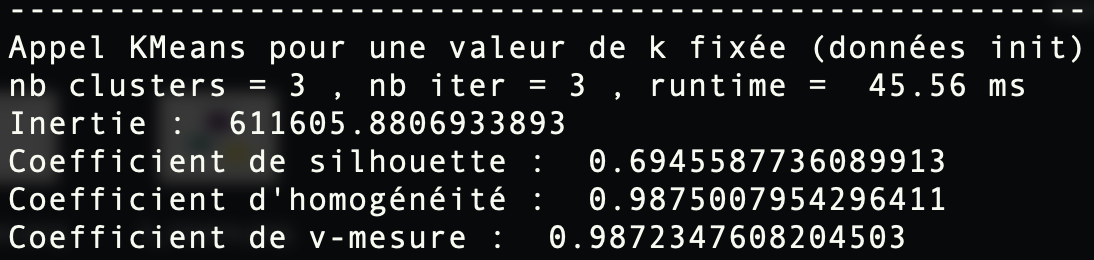 ------------------------------------------------------
Appel KMeans pour une valeur de k fixée (données init)
nb clusters = 3 , nb iter = 3 , runtime =  45.56 ms
Inertie :  611605.8806933893
Coefficient de silhouette :  0.6945587736089913
Coefficient d'homogénéité :  0.9875007954296411
Coefficient de v-mesure :  0.9872347608204503